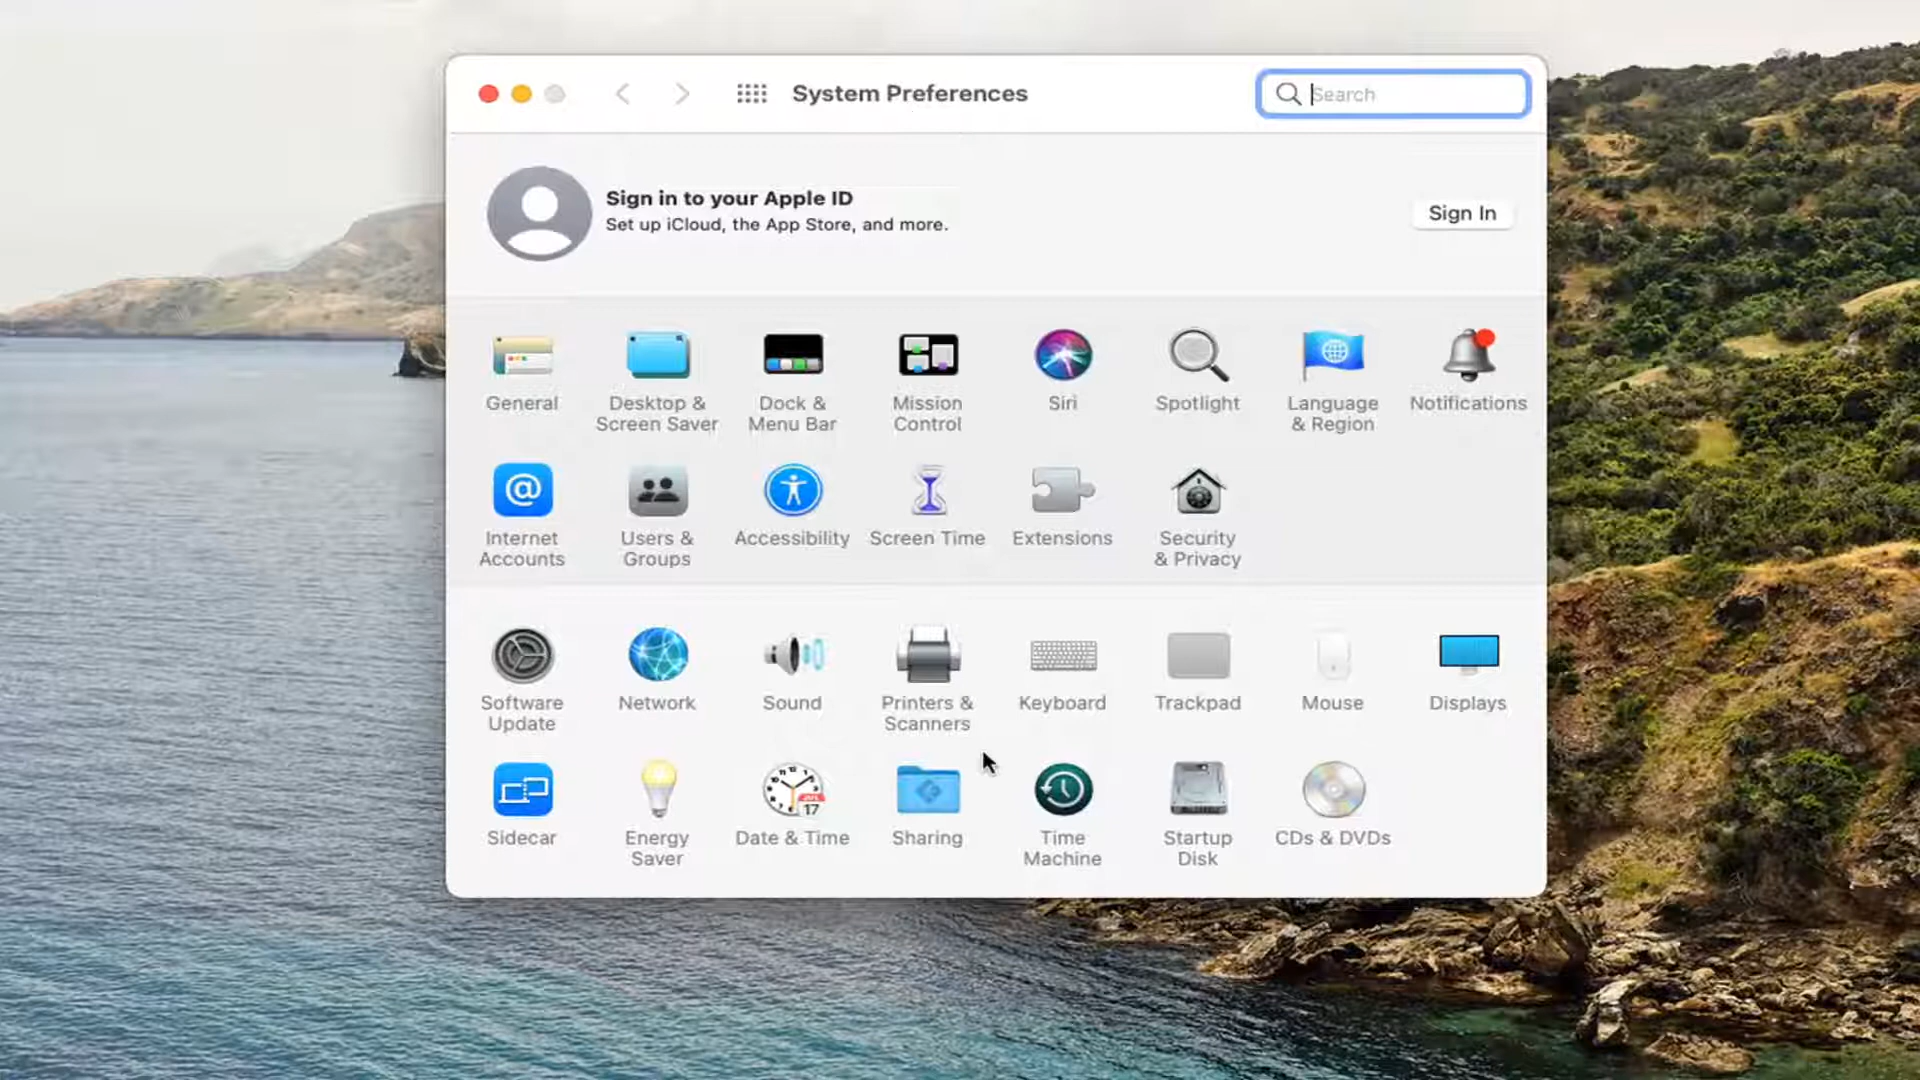 System Preferences
Search
Sign in to your Apple ID
Set up iCloud, the App Store, and more.
Sign In
General
Desktop &
Screen Saver
Dock &
Menu Bar
Mission
Control
Siri
Spotlight
Language
& Region
Notifications
@
Internet
Accounts
Users &
Groups
Accessibility
Screen Time
Extensions
Security
& Privacy
Software
Update
Network
Sound
Printers &
Scanners
Keyboard
Trackpad
Mouse
Displays
Sidecar
Energy
Saver
17
Date & Time
Sharing
Time
Machine
Startup
Disk
CDs & DVDs